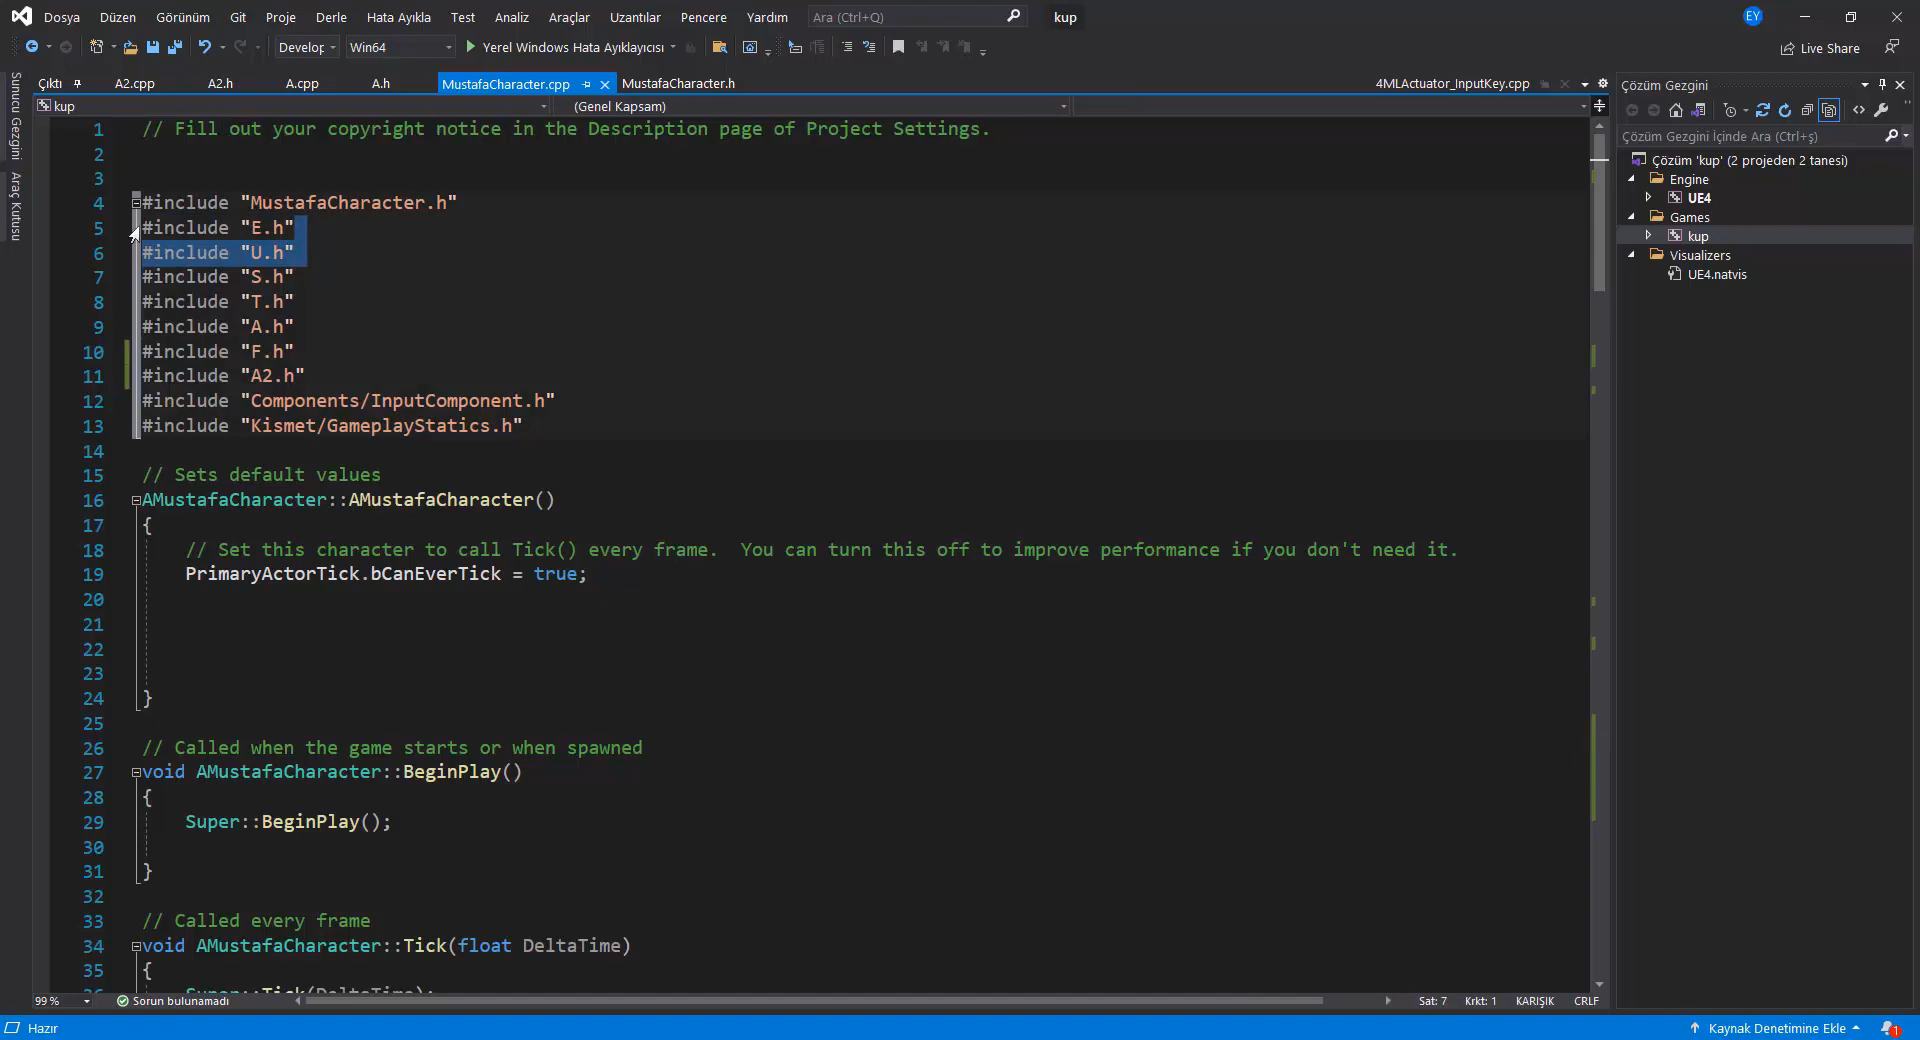 Dosya Düzen Görünüm Git Proje Derle Hata Ayıkla Test Analiz Araçlar Uzantılar Pencere Yardım Ara (Ctrl+Q) kup EY
Develop Win64 Yerel Windows Hata Ayıklayıcısı Live Share
Çıktı A2.cpp A2.h A.cpp A.h MustafaCharacter.cpp MustafaCharacter.h 4MLActuator_InputKey.cpp
kup (Genel Kapsam)
Sunucu Gezgini
Araç Kutusu
1 // Fill out your copyright notice in the Description page of Project Settings.
2
3
4 #include "MustafaCharacter.h"
5 #include "E.h"
6 #include "U.h"
7 #include "S.h"
8 #include "T.h"
9 #include "A.h"
10 #include "F.h"
11 #include "A2.h"
12 #include "Components/InputComponent.h"
13 #include "Kismet/GameplayStatics.h"
14
15 // Sets default values
16 AMustafaCharacter::AMustafaCharacter()
17 {
18 // Set this character to call Tick() every frame.  You can turn this off to improve performance if you don't need it.
19 PrimaryActorTick.bCanEverTick = true;
20
21
22
23
24 }
25
26 // Called when the game starts or when spawned
27 void AMustafaCharacter::BeginPlay()
28 {
29 Super::BeginPlay();
30
31 }
32
33 // Called every frame
34 void AMustafaCharacter::Tick(float DeltaTime)
35 {
36 Super::Tick(DeltaTime);
Çözüm Gezgini
Çözüm Gezgini İçinde Ara (Ctrl+ş)
Çözüm 'kup' (2 projeden 2 tanesi)
Engine
UE4
Games
kup
Visualizers
UE4.natvis
99 % Sorun bulunamadı Sat: 7 Krkt: 1 KARIŞIK CRLF
Hazır Kaynak Denetimine Ekle 1